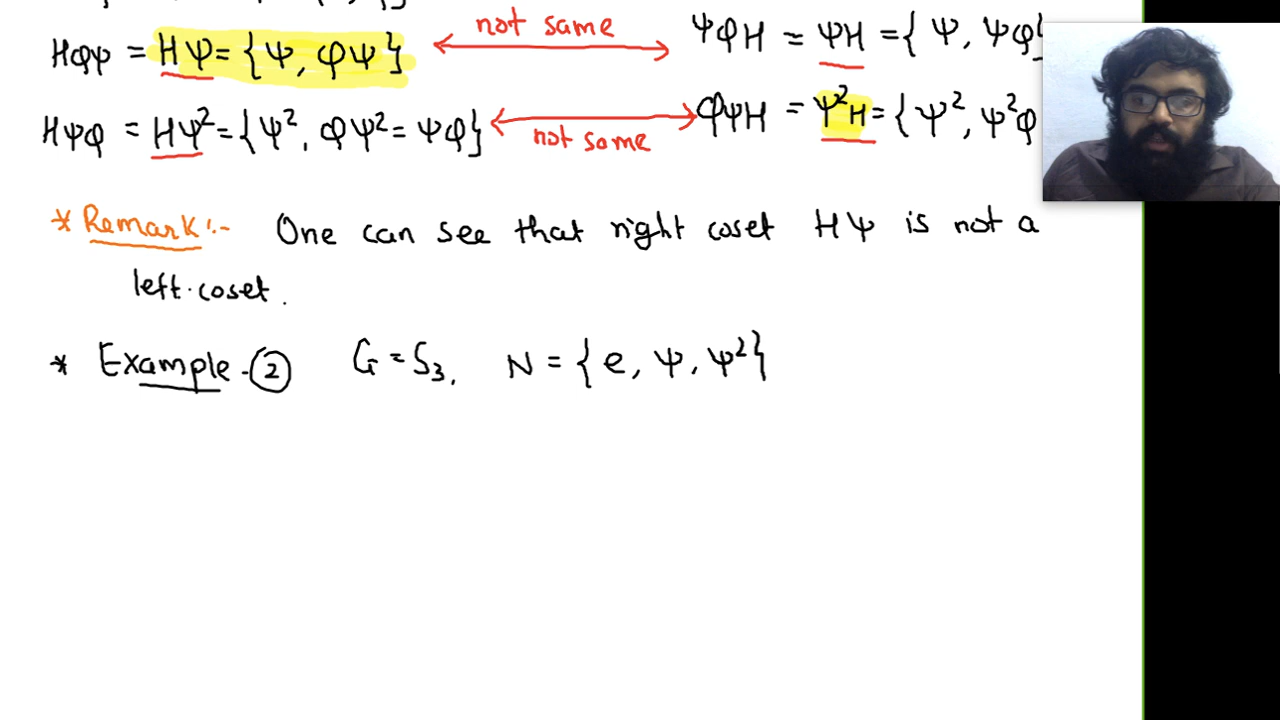 HφΨ = HΨ = {Ψ, φΨ} not same ΨφH = ΨH = {Ψ, Ψφ}
HΨφ = HΨ² = {Ψ², φΨ² = Ψφ} not same φΨH = Ψ²H = {Ψ², Ψ²φ
* Remark:- One can see that right coset HΨ is not a
left coset.
* Example-② G = S₃, N = {e, Ψ, Ψ²}